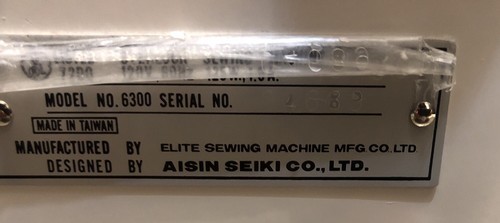 SEWING
MODEL NO. 6300 SERIAL NO.
MADE IN TAIWAN
MANUFACTURED BY ELITE SEWING MACHINE MFG.CO.LTD
DESIGNED BY AISIN SEIKI CO., LTD.